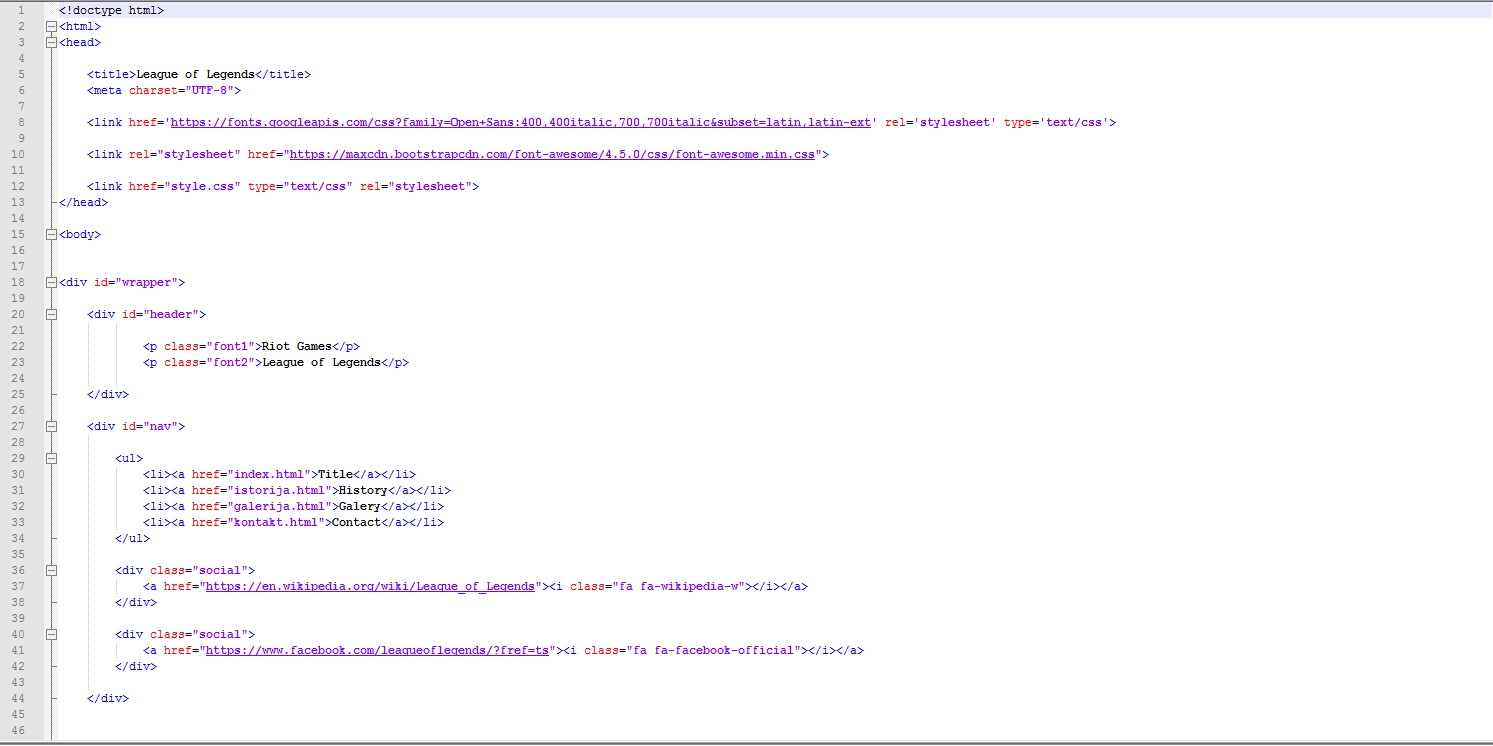 1 <!doctype html>
2 <html>
3 <head>
4
5 <title>League of Legends</title>
6 <meta charset="UTF-8">
7
8 <link href='https://fonts.googleapis.com/css?family=Open+Sans:400,400italic,700,700italic&subset=latin,latin-ext' rel='stylesheet' type='text/css'>
9
10 <link rel="stylesheet" href="https://maxcdn.bootstrapcdn.com/font-awesome/4.5.0/css/font-awesome.min.css">
11
12 <link href="style.css" type="text/css" rel="stylesheet">
13 </head>
14
15 <body>
16
17
18 <div id="wrapper">
19
20 <div id="header">
21
22 <p class="font1">Riot Games</p>
23 <p class="font2">League of Legends</p>
24
25 </div>
26
27 <div id="nav">
28
29 <ul>
30 <li><a href="index.html">Title</a></li>
31 <li><a href="istorija.html">History</a></li>
32 <li><a href="galerija.html">Galery</a></li>
33 <li><a href="kontakt.html">Contact</a></li>
34 </ul>
35
36 <div class="social">
37 <a href="https://en.wikipedia.org/wiki/League_of_Legends"><i class="fa fa-wikipedia-w"></i></a>
38 </div>
39
40 <div class="social">
41 <a href="https://www.facebook.com/leagueoflegends/?fref=ts"><i class="fa fa-facebook-official"></i></a>
42 </div>
43
44 </div>
45
46